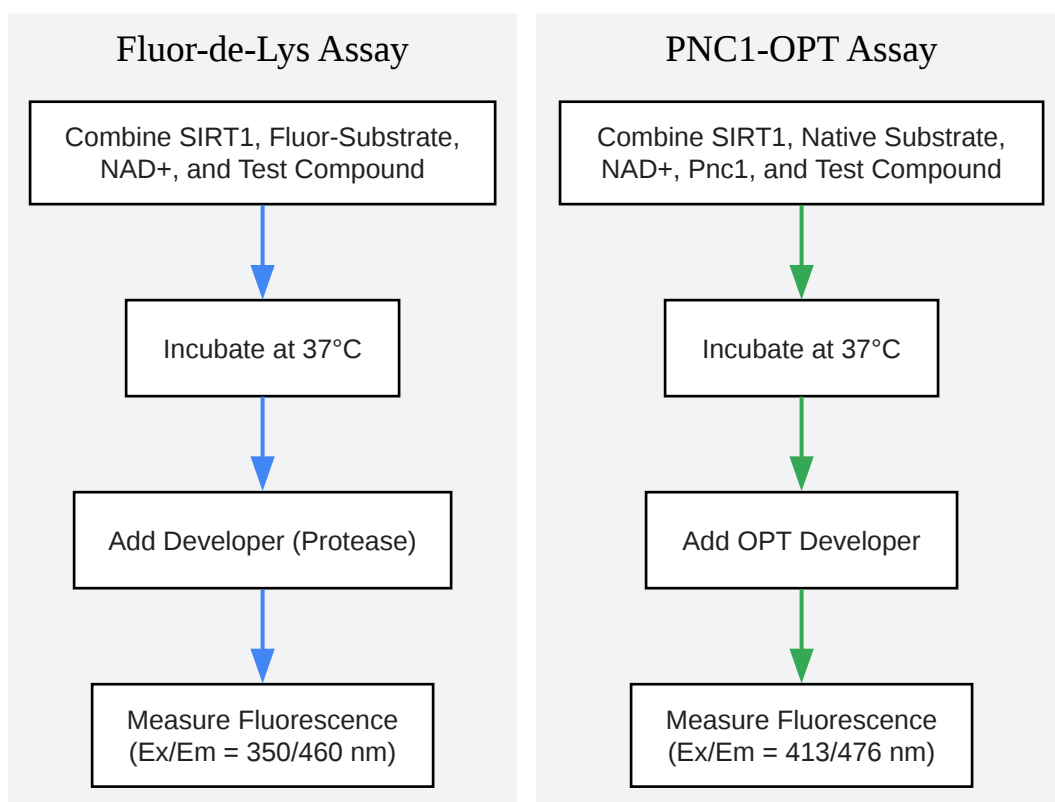 Fluor-de-Lys Assay
Combine SIRT1, Fluor-Substrate,
NAD+, and Test Compound
Incubate at 37°C
Add Developer (Protease)
Measure Fluorescence
(Ex/Em = 350/460 nm)
PNC1-OPT Assay
Combine SIRT1, Native Substrate,
NAD+, Pnc1, and Test Compound
Incubate at 37°C
Add OPT Developer
Measure Fluorescence
(Ex/Em = 413/476 nm)